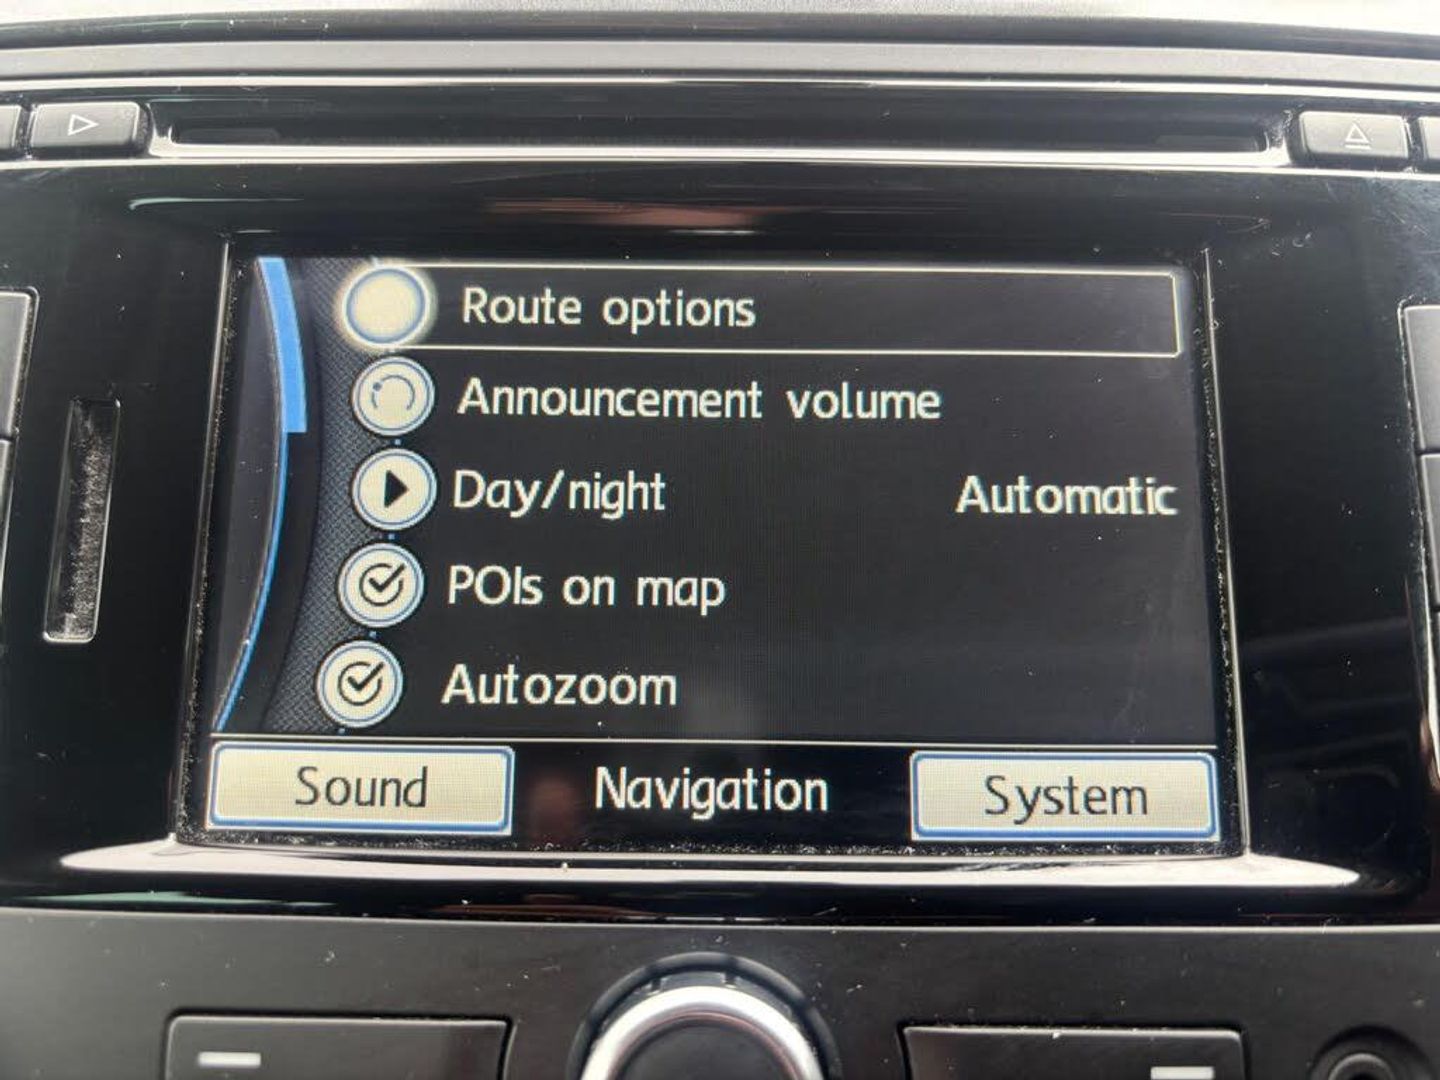 Route options
Announcement volume
Day/night Automatic
POIs on map
Autozoom
Sound Navigation System